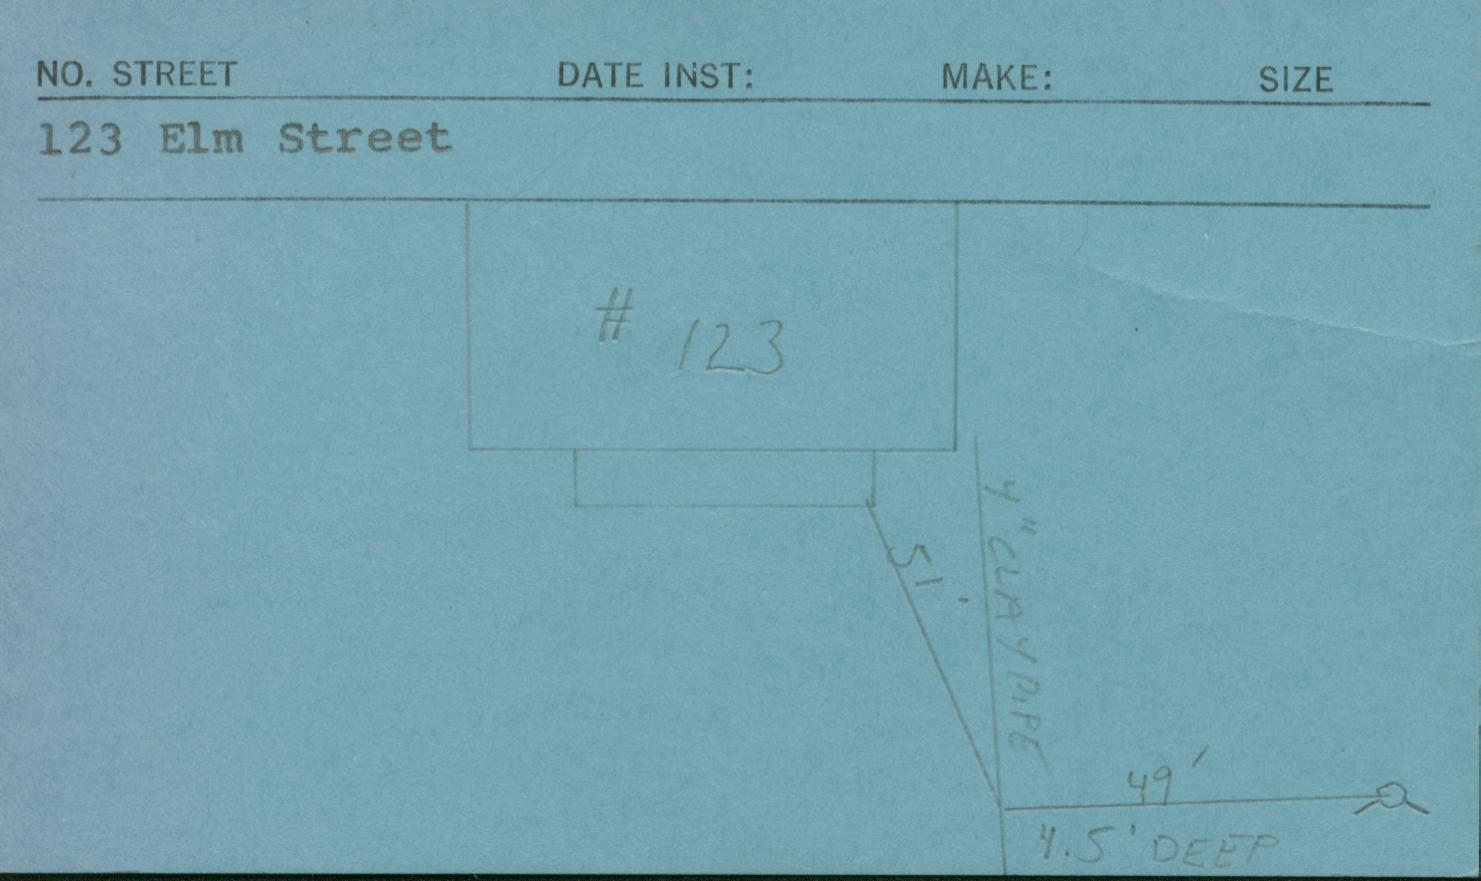 NO. STREET DATE INST: MAKE: SIZE
123 Elm Street
# 123
51'
4" CLAY PIPE
49'
4.5' DEEP